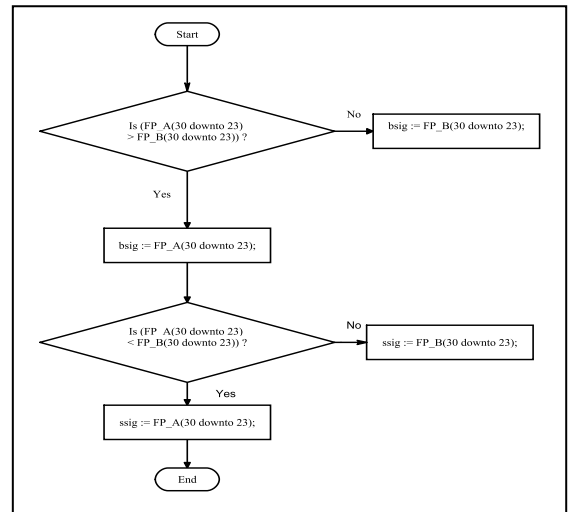 Start
Is (FP_A(30 downto 23)
> FP_B(30 downto 23)) ?
No
bsig := FP_B(30 downto 23);
Yes
bsig := FP_A(30 downto 23);
Is (FP_A(30 downto 23)
< FP_B(30 downto 23)) ?
No
ssig := FP_B(30 downto 23);
Yes
ssig := FP_A(30 downto 23);
End